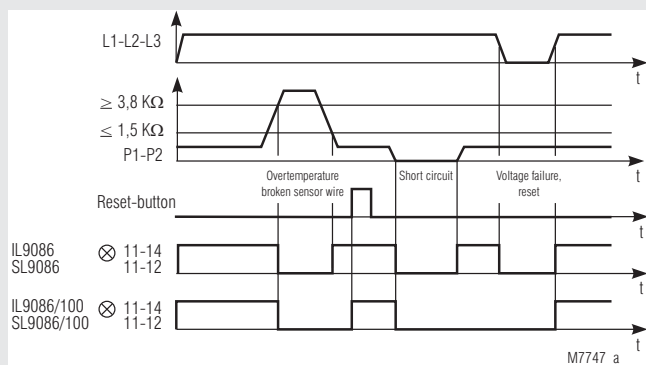 L1-L2-L3
t
≥ 3,8 KΩ
≤ 1,5 KΩ
P1-P2
t
Overtemperature
broken sensor wire
Short circuit
Voltage failure,
reset
Reset-button
t
IL9086
SL9086
11-14
11-12
t
IL9086/100
SL9086/100
11-14
11-12
t
M7747 a